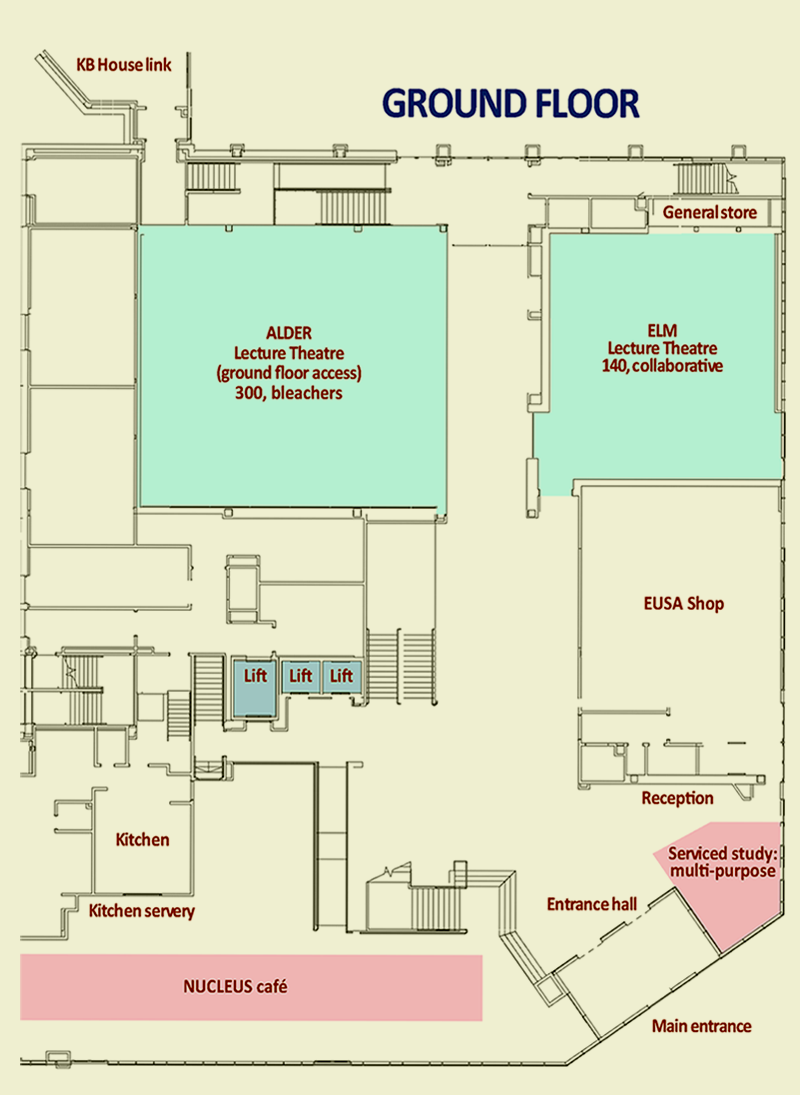 KB House link
GROUND FLOOR
General store
ALDER
Lecture Theatre
(ground floor access)
300, bleachers
ELM
Lecture Theatre
140, collaborative
EUSA Shop
Lift
Lift
Lift
Reception
Kitchen
Serviced study:
multi-purpose
Kitchen servery
Entrance hall
NUCLEUS café
Main entrance